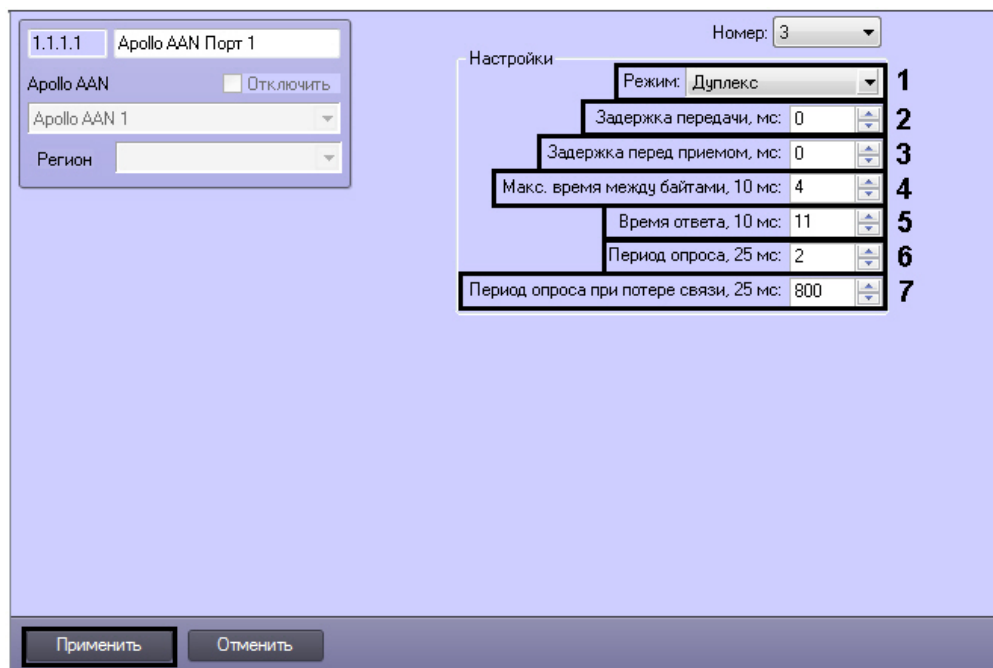 1.1.1.1 Apollo AAN Порт 1
Apollo AAN Отключить
Apollo AAN 1
Регион
Номер: 3
Настройки
Режим: Дуплекс 1
Задержка передачи, мс: 0 2
Задержка перед приемом, мс: 0 3
Макс. время между байтами, 10 мс: 4 4
Время ответа, 10 мс: 11 5
Период опроса, 25 мс: 2 6
Период опроса при потере связи, 25 мс: 800 7
Применить Отменить